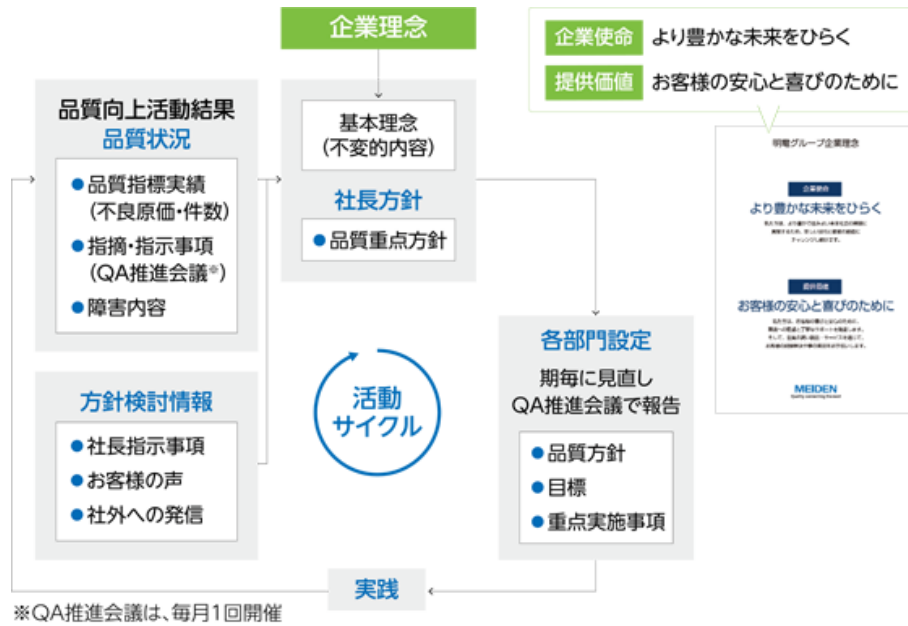 企業理念
企業使命 より豊かな未来をひらく
提供価値 お客様の安心と喜びのために
品質向上活動結果
品質状況
●品質指標実績
(不良原価・件数)
●指摘・指示事項
(QA推進会議※)
●障害内容
基本理念
(不変的内容)
社長方針
●品質重点方針
方針検討情報
●社長指示事項
●お客様の声
●社外への発信
活動
サイクル
各部門設定
期毎に見直し
QA推進会議で報告
●品質方針
●目標
●重点実施事項
実践
※QA推進会議は、毎月1回開催
明電グループ企業理念
企業使命
より豊かな未来をひらく
提供価値
お客様の安心と喜びのために
MEIDEN
Quality connecting the next